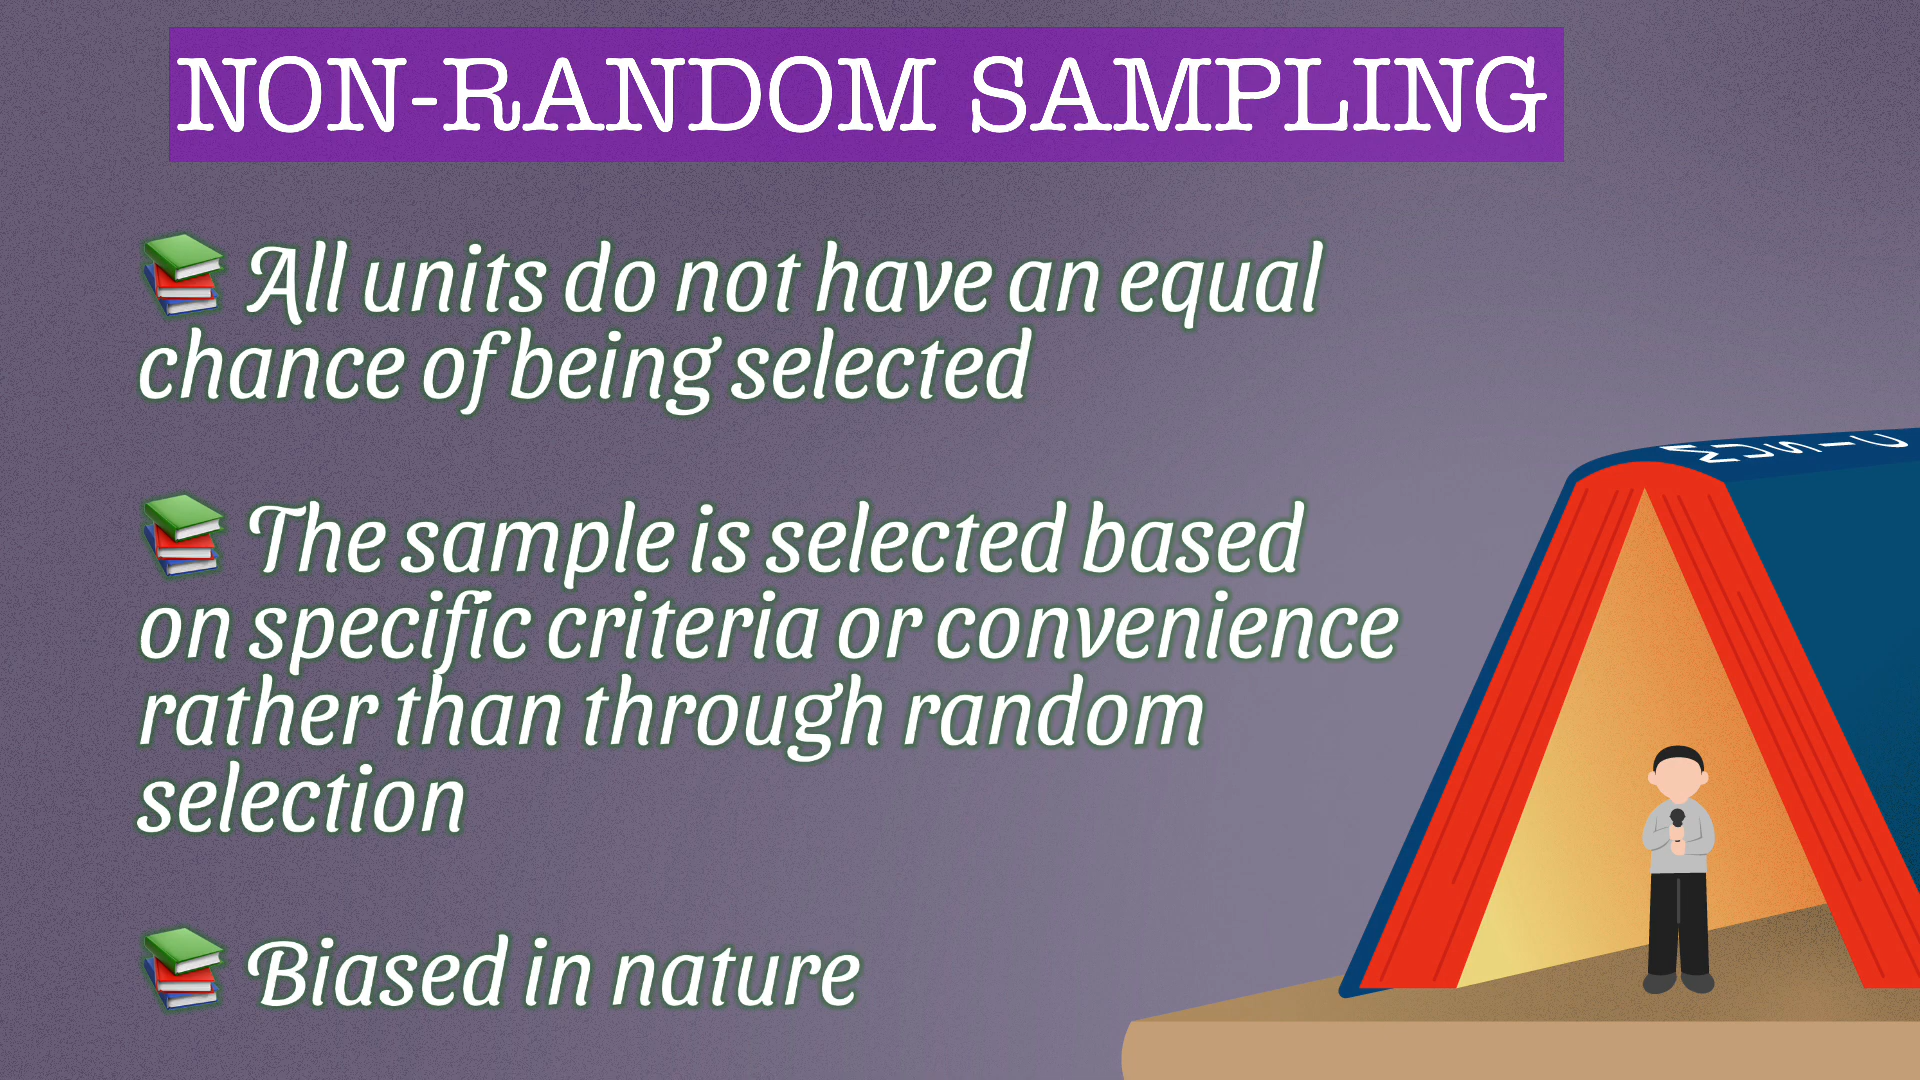 NON-RANDOM SAMPLING
📚 All units do not have an equal
chance of being selected
📚 The sample is selected based
on specific criteria or convenience
rather than through random
selection
📚 Biased in nature
MUSIC